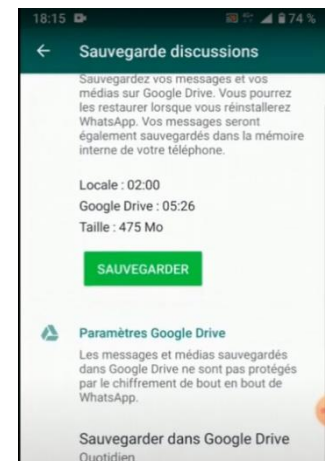 18:15 74 %
Sauvegarde discussions
Sauvegardez vos messages et vos
médias sur Google Drive. Vous pourrez
les restaurer lorsque vous réinstallerez
WhatsApp. Vos messages seront
également sauvegardés dans la mémoire
interne de votre téléphone.
Locale : 02:00
Google Drive : 05:26
Taille : 475 Mo
SAUVEGARDER
Paramètres Google Drive
Les messages et médias sauvegardés
dans Google Drive ne sont pas protégés
par le chiffrement de bout en bout de
WhatsApp.
Sauvegarder dans Google Drive
Quotidien